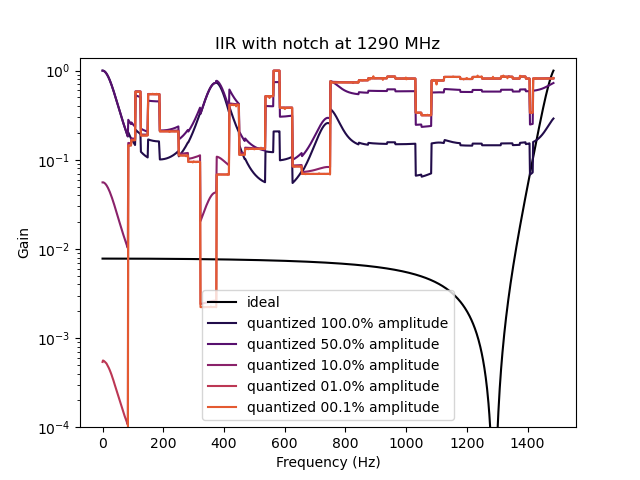 IIR with notch at 1290 MHz
Gain
10⁰
10⁻¹
10⁻²
10⁻³
10⁻⁴
ideal
quantized 100.0% amplitude
quantized 50.0% amplitude
quantized 10.0% amplitude
quantized 01.0% amplitude
quantized 00.1% amplitude
0 200 400 600 800 1000 1200 1400
Frequency (Hz)